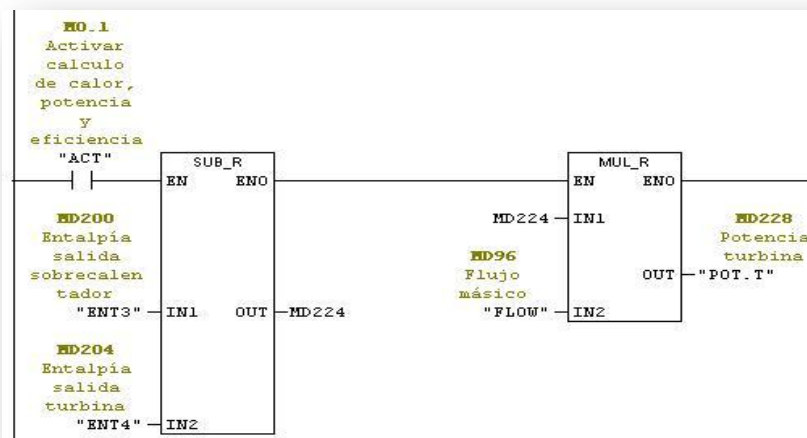 M0.1
Activar
calculo
de calor,
potencia
y
eficiencia
"ACT"
SUB_R
EN ENO
MD200
Entalpía
salida
sobrecalen
tador
"ENT3"
IN1 OUT
MD224
MD204
Entalpía
salida
turbina
"ENT4"
IN2
MUL_R
EN ENO
MD224
IN1
MD96
Flujo
másico
"FLOW"
IN2
OUT
MD228
Potencia
turbina
"POT.T"